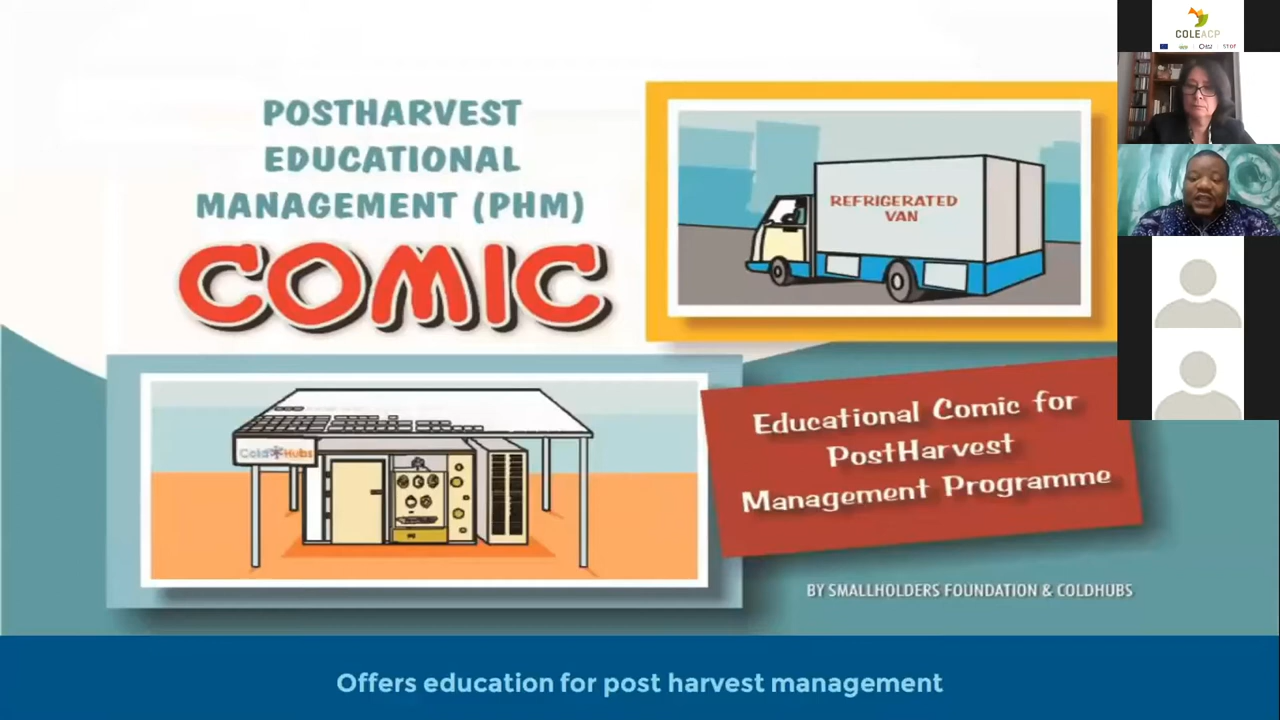 POSTHARVEST
EDUCATIONAL
MANAGEMENT (PHM)
COMIC
REFRIGERATED
VAN
ColdHubs
Educational Comic for
PostHarvest
Management Programme
BY SMALLHOLDERS FOUNDATION & COLDHUBS
Offers education for post harvest management
COLEACP